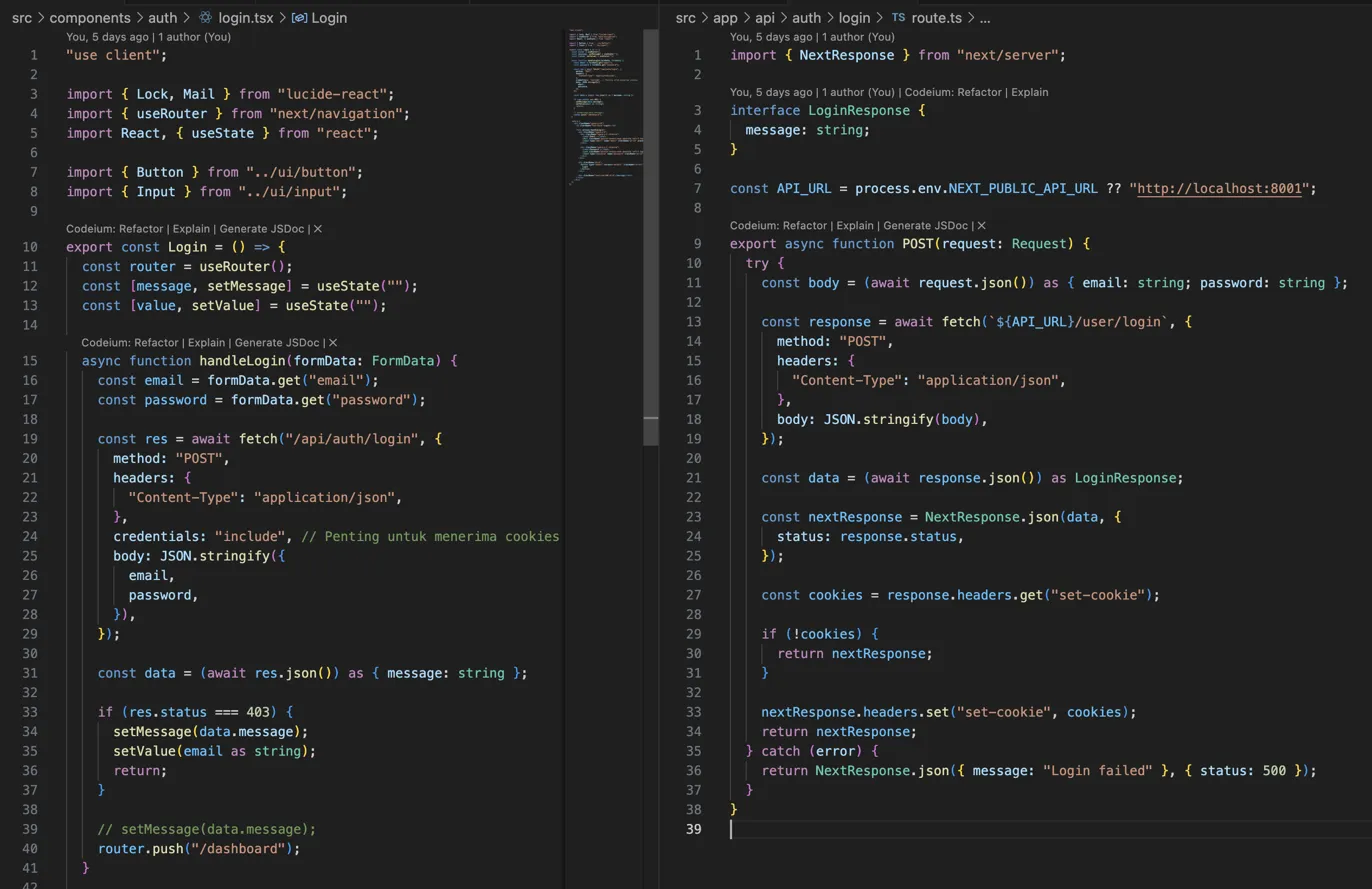 src > components > auth > login.tsx > Login
You, 5 days ago | 1 author (You)
1 "use client";
2
3 import { Lock, Mail } from "lucide-react";
4 import { useRouter } from "next/navigation";
5 import React, { useState } from "react";
6
7 import { Button } from "../ui/button";
8 import { Input } from "../ui/input";
9
Codeium: Refactor | Explain | Generate JSDoc | X
10 export const Login = () => {
11 const router = useRouter();
12 const [message, setMessage] = useState("");
13 const [value, setValue] = useState("");
14
Codeium: Refactor | Explain | Generate JSDoc | X
15 async function handleLogin(formData: FormData) {
16 const email = formData.get("email");
17 const password = formData.get("password");
18
19 const res = await fetch("/api/auth/login", {
20 method: "POST",
21 headers: {
22 "Content-Type": "application/json",
23 },
24 credentials: "include", // Penting untuk menerima cookies
25 body: JSON.stringify({
26 email,
27 password,
28 }),
29 });
30
31 const data = (await res.json()) as { message: string };
32
33 if (res.status === 403) {
34 setMessage(data.message);
35 setValue(email as string);
36 return;
37 }
38
39 // setMessage(data.message);
40 router.push("/dashboard");
41 }
42
src > app > api > auth > login > TS route.ts > ...
You, 5 days ago | 1 author (You)
1 import { NextResponse } from "next/server";
2
You, 5 days ago | 1 author (You) | Codeium: Refactor | Explain
3 interface LoginResponse {
4 message: string;
5 }
6
7 const API_URL = process.env.NEXT_PUBLIC_API_URL ?? "http://localhost:8001";
8
Codeium: Refactor | Explain | Generate JSDoc | X
9 export async function POST(request: Request) {
10 try {
11 const body = (await request.json()) as { email: string; password: string };
12
13 const response = await fetch(`${API_URL}/user/login`, {
14 method: "POST",
15 headers: {
16 "Content-Type": "application/json",
17 },
18 body: JSON.stringify(body),
19 });
20
21 const data = (await response.json()) as LoginResponse;
22
23 const nextResponse = NextResponse.json(data, {
24 status: response.status,
25 });
26
27 const cookies = response.headers.get("set-cookie");
28
29 if (!cookies) {
30 return nextResponse;
31 }
32
33 nextResponse.headers.set("set-cookie", cookies);
34 return nextResponse;
35 } catch (error) {
36 return NextResponse.json({ message: "Login failed" }, { status: 500 });
37 }
38 }
39